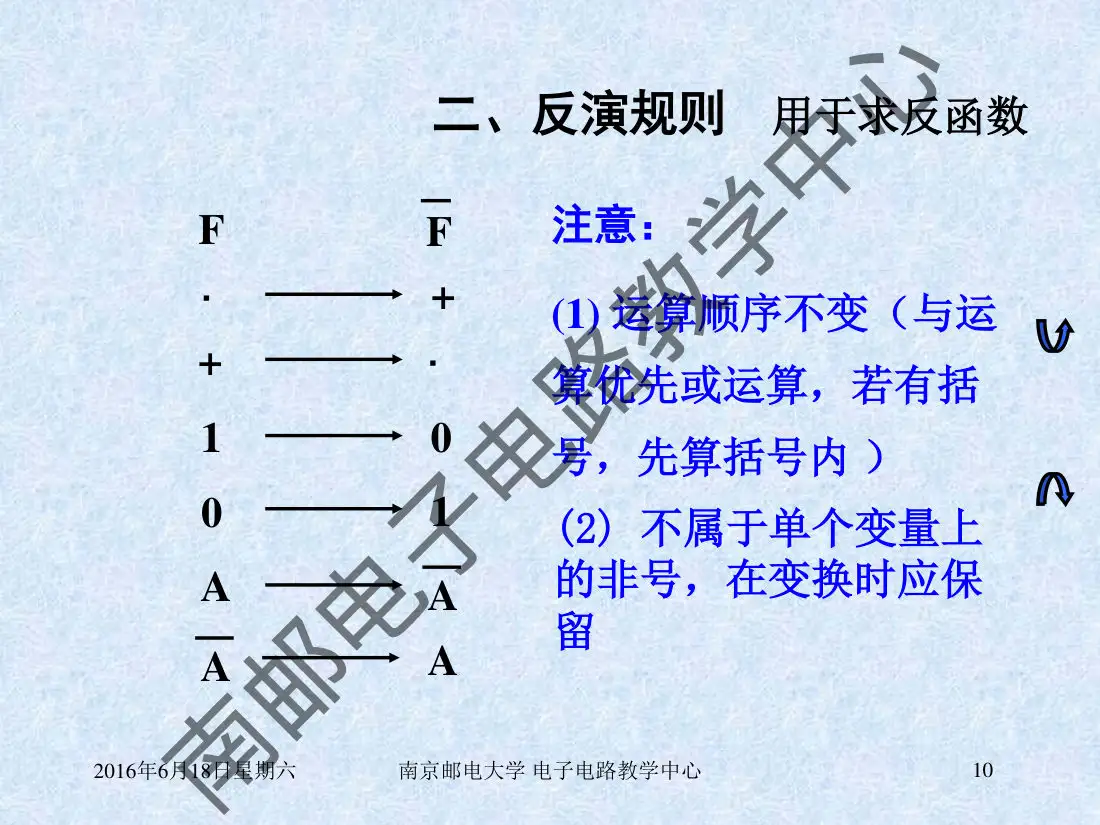 二、反演规则 用于求反函数
F F̅
· +
+ ·
1 0
0 1
A A̅
A̅ A
注意：
(1) 运算顺序不变（与运
算优先或运算，若有括
号，先算括号内 ）
(2) 不属于单个变量上
的非号，在变换时应保
留
南邮电子电路教学中心
2016年6月18日星期六 南京邮电大学 电子电路教学中心 10